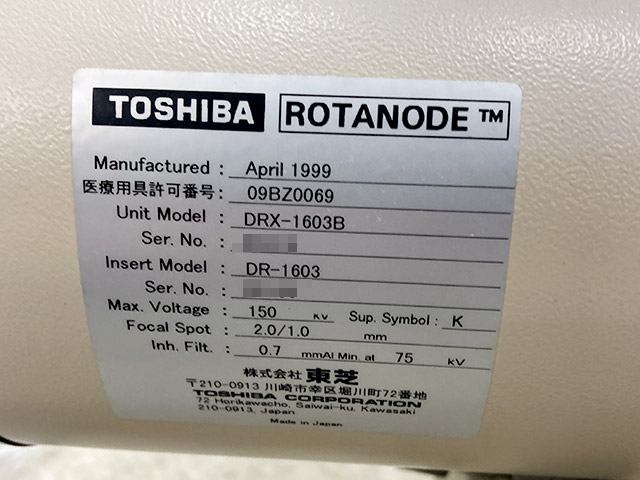 TOSHIBA ROTANODE™
Manufactured : April 1999
医療用具許可番号 : 09BZ0069
Unit Model : DRX-1603B
Ser. No. :
Insert Model : DR-1603
Ser. No. :
Max. Voltage : 150 kV Sup. Symbol : K
Focal Spot : 2.0/1.0 mm
Inh. Filt. : 0.7 mmAl Min. at 75 kV
株式会社 東芝
〒210-0913 川崎市幸区堀川町72番地
TOSHIBA CORPORATION
72 Horikawacho, Saiwai-ku, Kawasaki
210-0913, Japan
Made in Japan